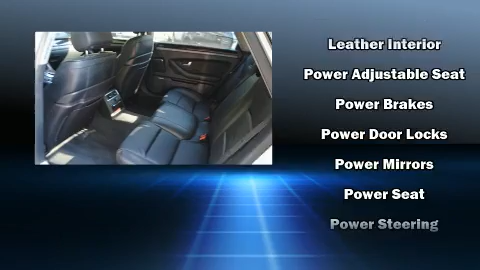 Leather Interior
Power Adjustable Seat
Power Brakes
Power Door Locks
Power Mirrors
Power Seat
Power Steering